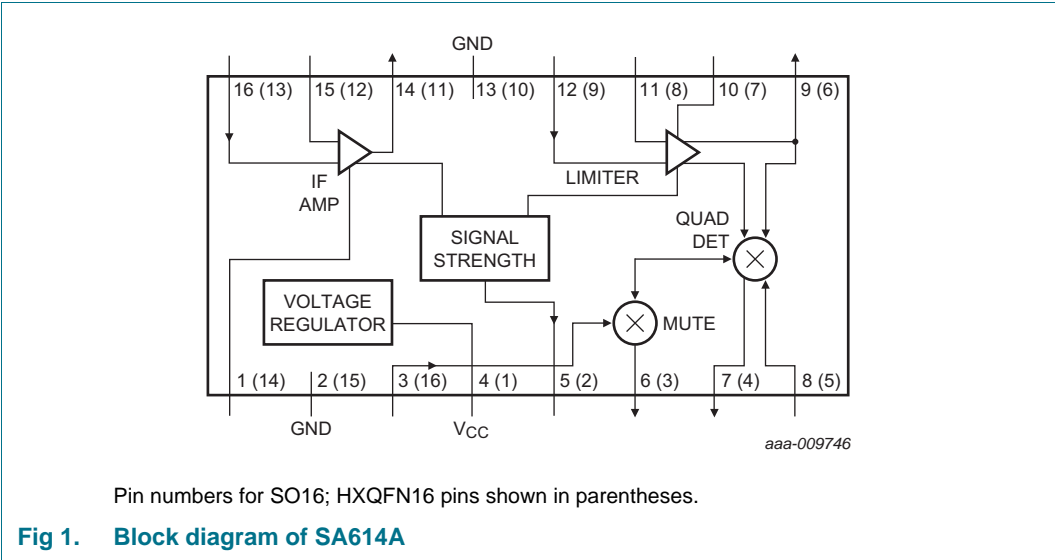 GND
16 (13) 15 (12) 14 (11) 13 (10) 12 (9) 11 (8) 10 (7) 9 (6)
IF
AMP
LIMITER
QUAD
DET
SIGNAL
STRENGTH
VOLTAGE
REGULATOR
MUTE
1 (14) 2 (15) 3 (16) 4 (1) 5 (2) 6 (3) 7 (4) 8 (5)
GND VCC
aaa-009746
Pin numbers for SO16; HXQFN16 pins shown in parentheses.
Fig 1. Block diagram of SA614A